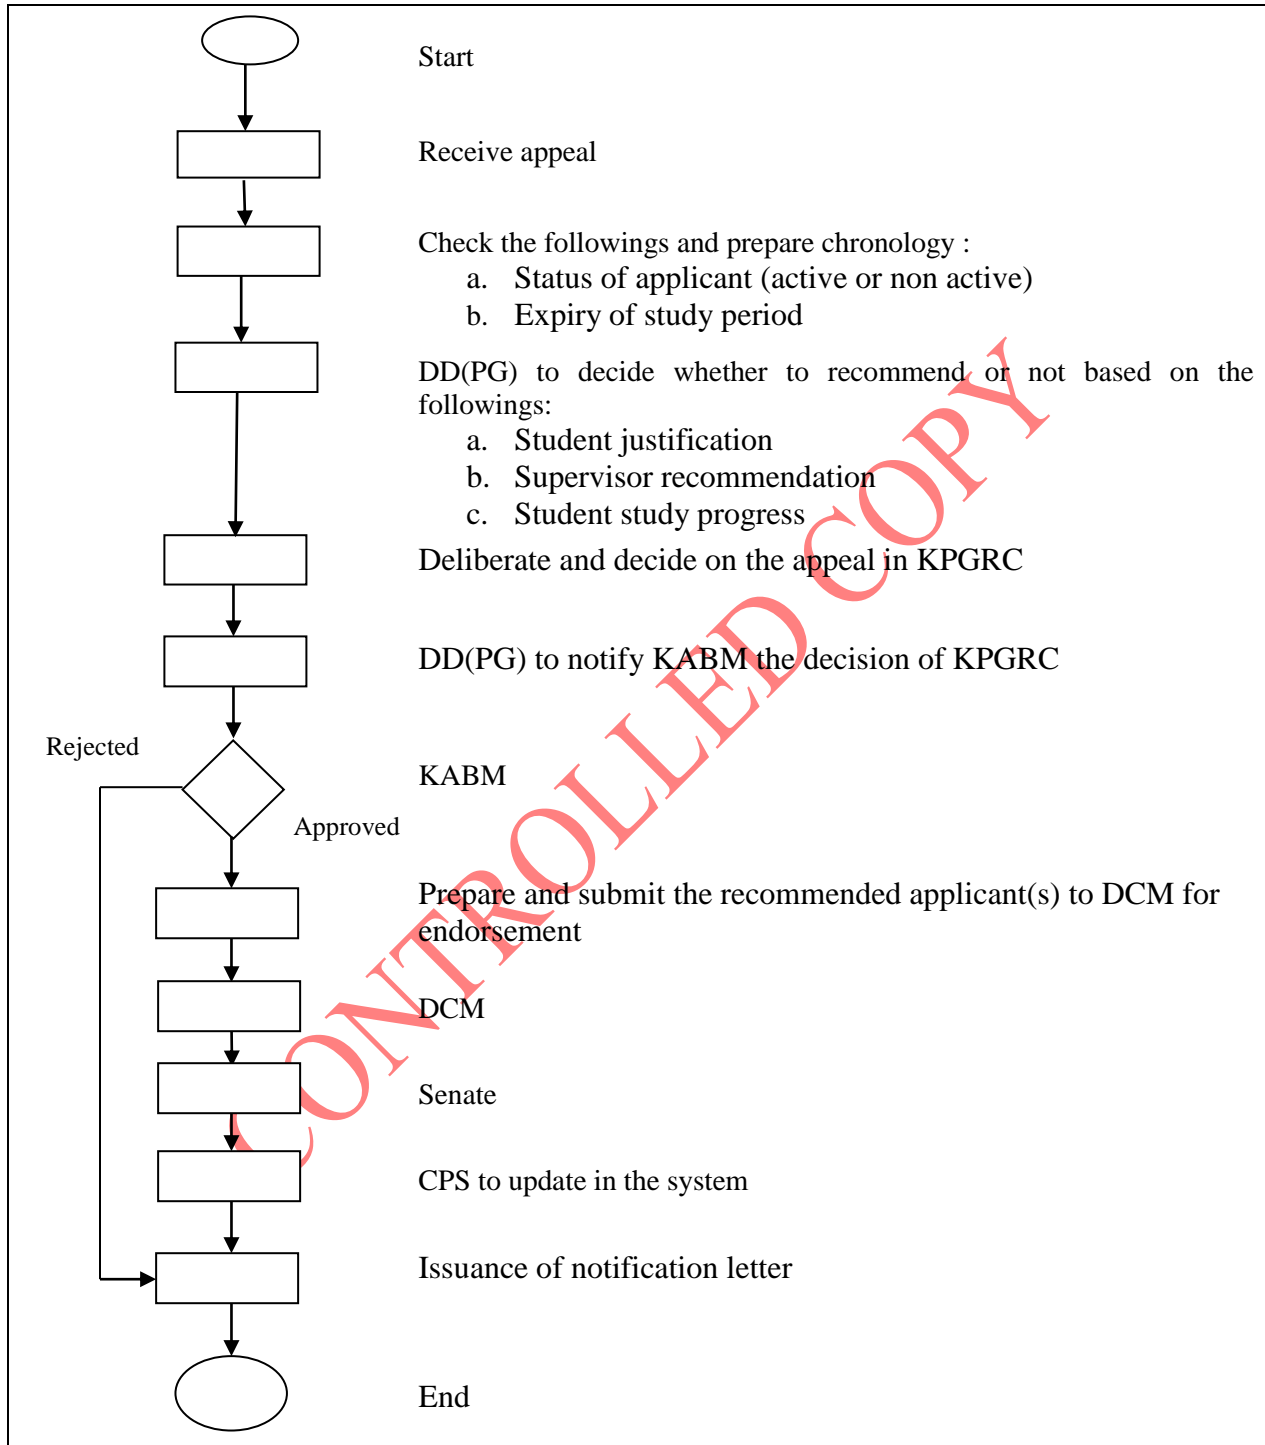 Start
Receive appeal
Check the followings and prepare chronology :
a. Status of applicant (active or non active)
b. Expiry of study period
DD(PG) to decide whether to recommend or not based on the
followings:
a. Student justification
b. Supervisor recommendation
c. Student study progress
Deliberate and decide on the appeal in KPGRC
DD(PG) to notify KABM the decision of KPGRC
Rejected
KABM
Approved
Prepare and submit the recommended applicant(s) to DCM for
endorsement
DCM
Senate
CPS to update in the system
Issuance of notification letter
End
CONTROLLED COPY